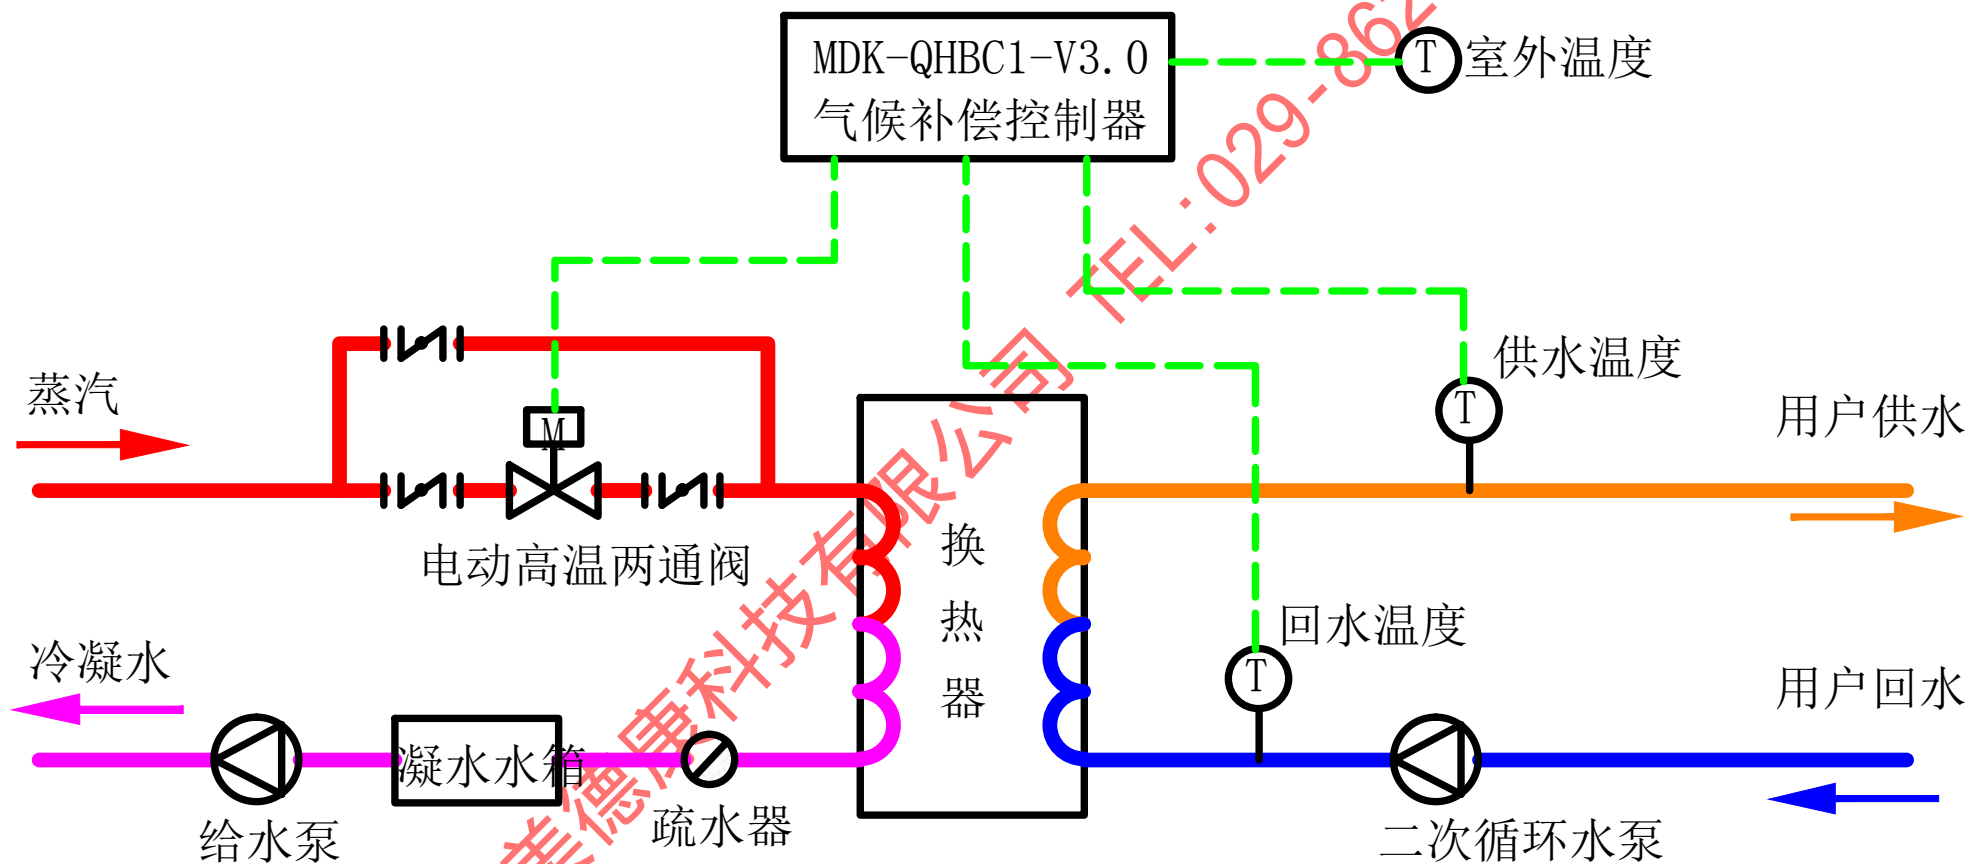 MDK-QHBC1-V3.0
气候补偿控制器
T
室外温度
供水温度
T
用户供水
蒸汽
M
电动高温两通阀
换
热
器
回水温度
T
用户回水
冷凝水
凝水水箱
给水泵
疏水器
二次循环水泵
美德康科技有限公司 TEL:029-862